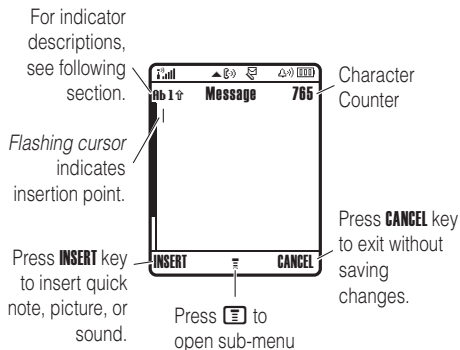 For indicator
descriptions,
see following
section.
Ab 1⇧ Message 765
Character
Counter
Flashing cursor
indicates
insertion point.
Press INSERT key
to insert quick
note, picture, or
sound.
INSERT CANCEL
Press CANCEL key
to exit without
saving
changes.
Press to
open sub-menu